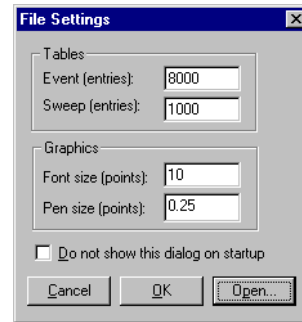 File Settings
Tables
Event (entries): 8000
Sweep (entries): 1000
Graphics
Font size (points): 10
Pen size (points): 0.25
Do not show this dialog on startup
Cancel OK Open...